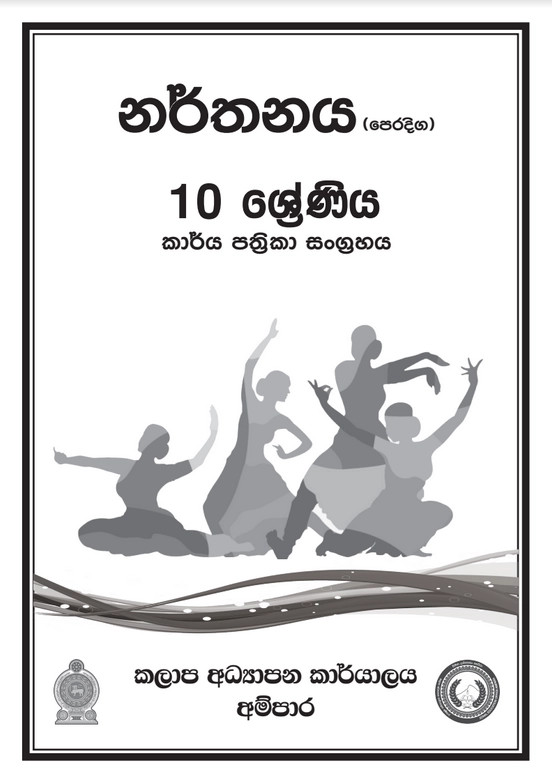 නර්තනය (පෙරදිග)
10 ශ්‍රේණිය
කාර්ය පත්‍රිකා සංග්‍රහය
කලාප අධ්‍යාපන කාර්යාලය
අම්පාර